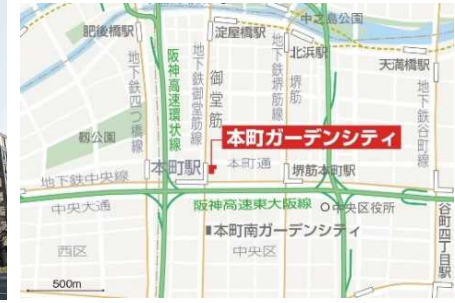 中之島公園
肥後橋駅
淀屋橋駅
北浜駅
天満橋駅
地下鉄四つ橋線
阪神高速環状線
地下鉄御堂筋線
御堂筋
地下鉄堺筋線
堺筋
地下鉄谷町線
靱公園
本町ガーデンシティ
本町駅
本町通
堺筋本町駅
地下鉄中央線
中央大通
阪神高速東大阪線
中央区役所
谷町四丁目駅
本町南ガーデンシティ
西区
中央区
500m